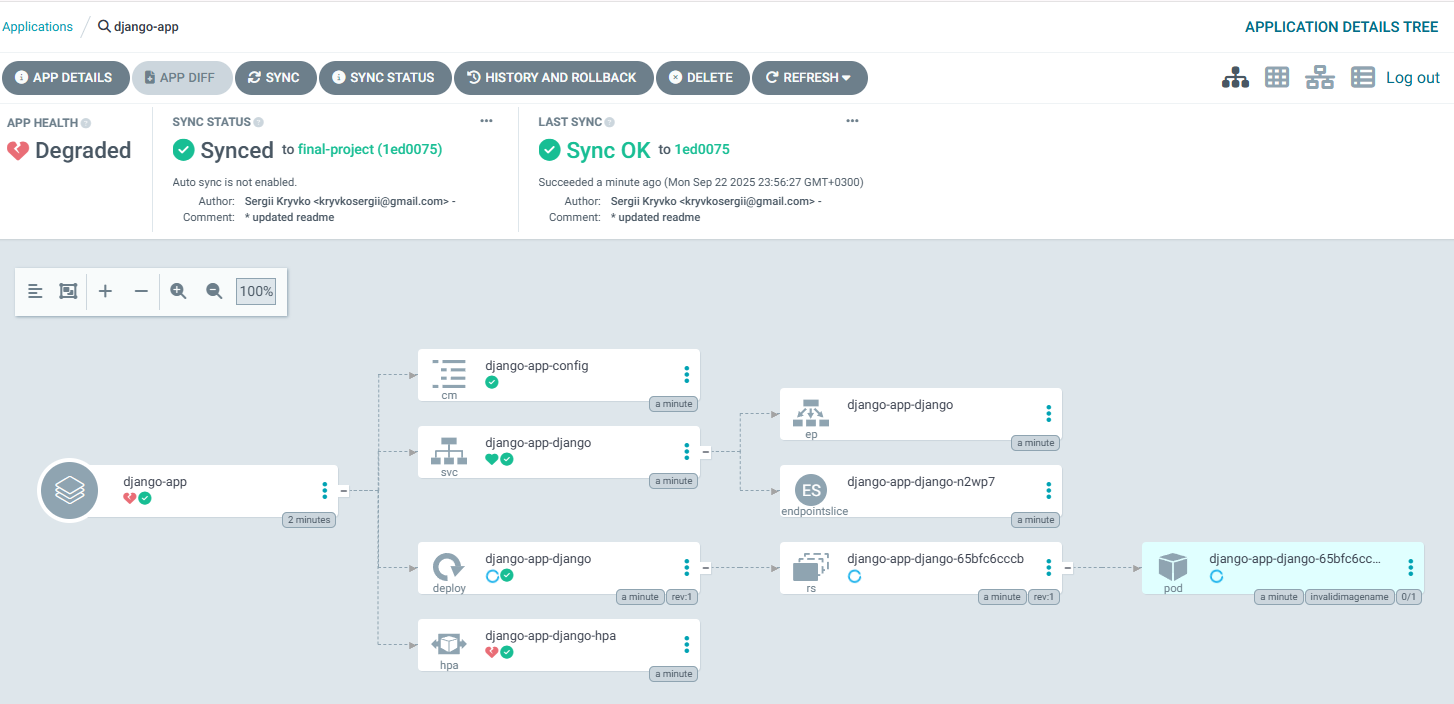 Applications / django-app
APPLICATION DETAILS TREE
APP DETAILS
APP DIFF
SYNC
SYNC STATUS
HISTORY AND ROLLBACK
DELETE
REFRESH
Log out
APP HEALTH
Degraded
SYNC STATUS
Synced to final-project (1ed0075)
Auto sync is not enabled.
Author: Sergii Kryvko <kryvkosergii@gmail.com> -
Comment: * updated readme
LAST SYNC
Sync OK to 1ed0075
Succeeded a minute ago (Mon Sep 22 2025 23:56:27 GMT+0300)
Author: Sergii Kryvko <kryvkosergii@gmail.com> -
Comment: * updated readme
100%
django-app
2 minutes
django-app-config
cm
a minute
django-app-django
svc
a minute
django-app-django
ep
a minute
ES
django-app-django-n2wp7
endpointslice
a minute
django-app-django
deploy
a minute
rev:1
django-app-django-65bfc6cccb
rs
a minute
rev:1
django-app-django-65bfc6cc...
pod
a minute
invalidimagename
0/1
django-app-django-hpa
hpa
a minute